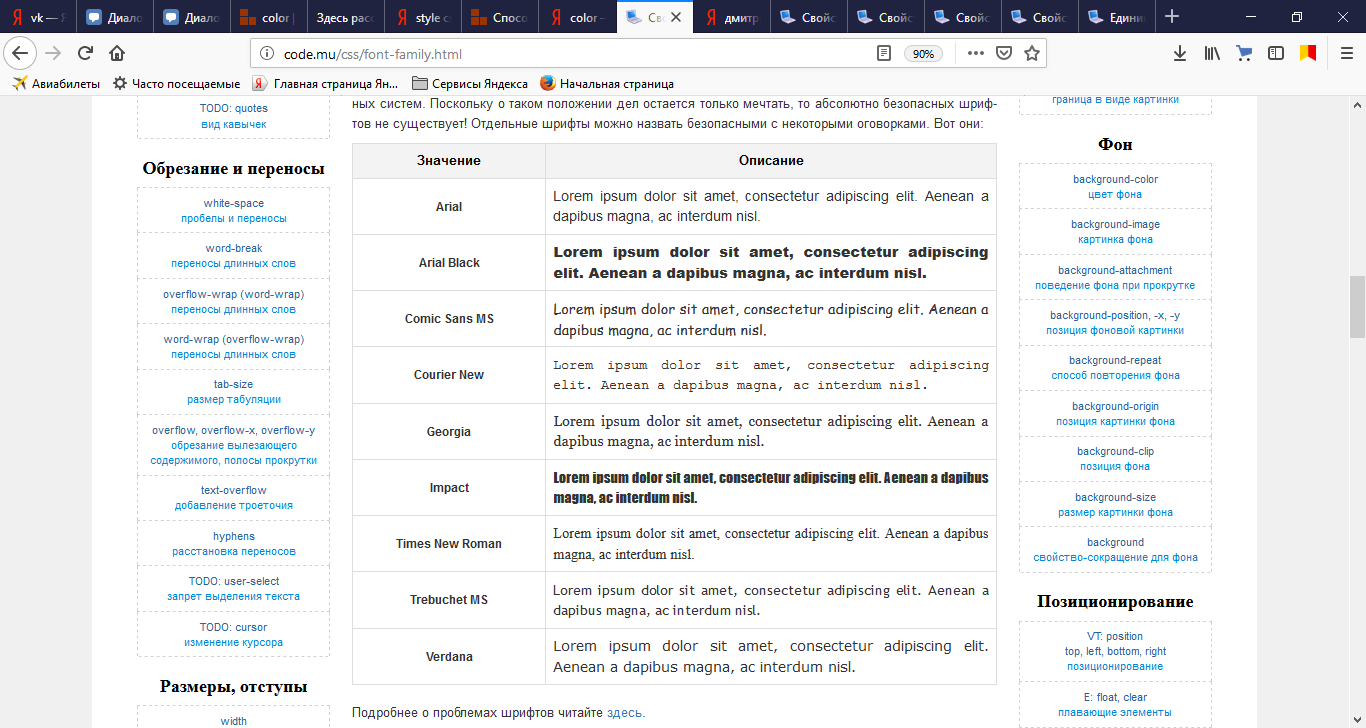 vk —
Диало
Диало
color |
Здесь рас
style c
Спосо
color –
Сво
дмитр
Свойс
Свойс
Свойс
Свойс
Едини
code.mu/css/font-family.html
90%
Авиабилеты
Часто посещаемые
Главная страница Ян...
Сервисы Яндекса
Начальная страница
TODO: quotes
вид кавычек
Обрезание и переносы
white-space
пробелы и переносы
word-break
переносы длинных слов
overflow-wrap (word-wrap)
переносы длинных слов
word-wrap (overflow-wrap)
переносы длинных слов
tab-size
размер табуляции
overflow, overflow-x, overflow-y
обрезание вылезающего
содержимого, полосы прокрутки
text-overflow
добавление троеточия
hyphens
расстановка переносов
TODO: user-select
запрет выделения текста
TODO: cursor
изменение курсора
Размеры, отступы
width
ных систем. Поскольку о таком положении дел остается только мечтать, то абсолютно безопасных шриф-
тов не существует! Отдельные шрифты можно назвать безопасными с некоторыми оговорками. Вот они:
Значение Описание
Arial
Lorem ipsum dolor sit amet, consectetur adipiscing elit. Aenean a
dapibus magna, ac interdum nisl.
Arial Black
Lorem ipsum dolor sit amet, consectetur adipiscing
elit. Aenean a dapibus magna, ac interdum nisl.
Comic Sans MS
Lorem ipsum dolor sit amet, consectetur adipiscing elit. Aenean a
dapibus magna, ac interdum nisl.
Courier New
Lorem ipsum dolor sit amet, consectetur adipiscing
elit. Aenean a dapibus magna, ac interdum nisl.
Georgia
Lorem ipsum dolor sit amet, consectetur adipiscing elit. Aenean a
dapibus magna, ac interdum nisl.
Impact
Lorem ipsum dolor sit amet, consectetur adipiscing elit. Aenean a dapibus
magna, ac interdum nisl.
Times New Roman
Lorem ipsum dolor sit amet, consectetur adipiscing elit. Aenean a dapibus
magna, ac interdum nisl.
Trebuchet MS
Lorem ipsum dolor sit amet, consectetur adipiscing elit. Aenean a
dapibus magna, ac interdum nisl.
Verdana
Lorem ipsum dolor sit amet, consectetur adipiscing elit.
Aenean a dapibus magna, ac interdum nisl.
Подробнее о проблемах шрифтов читайте здесь.
граница в виде картинки
Фон
background-color
цвет фона
background-image
картинка фона
background-attachment
поведение фона при прокрутке
background-position, -x, -y
позиция фоновой картинки
background-repeat
способ повторения фона
background-origin
позиция картинки фона
background-clip
позиция фона
background-size
размер картинки фона
background
свойство-сокращение для фона
Позиционирование
VT: position
top, left, bottom, right
позиционирование
E: float, clear
плавающие элементы